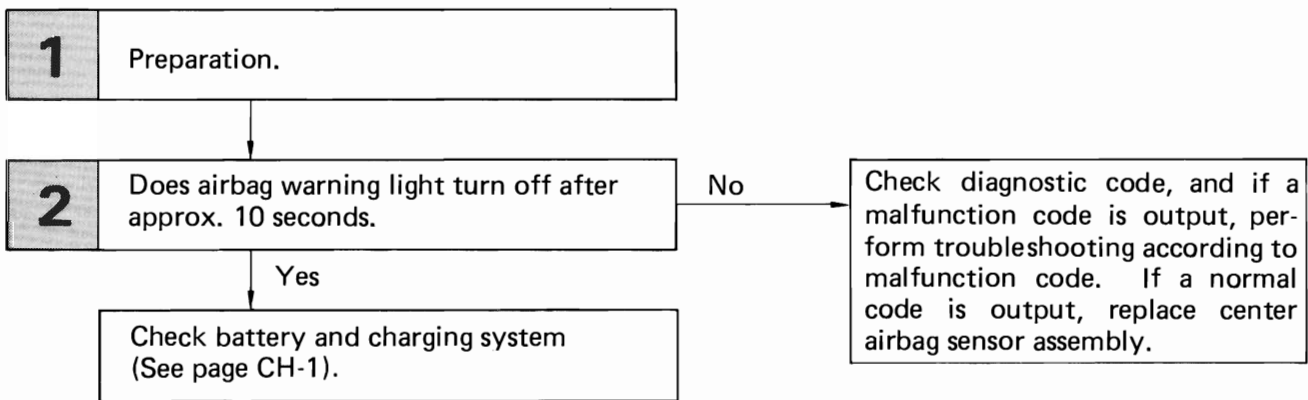 1
Preparation.
2
Does airbag warning light turn off after
approx. 10 seconds.
No
Check diagnostic code, and if a
malfunction code is output, per-
form troubleshooting according to
malfunction code. If a normal
code is output, replace center
airbag sensor assembly.
Yes
Check battery and charging system
(See page CH-1).